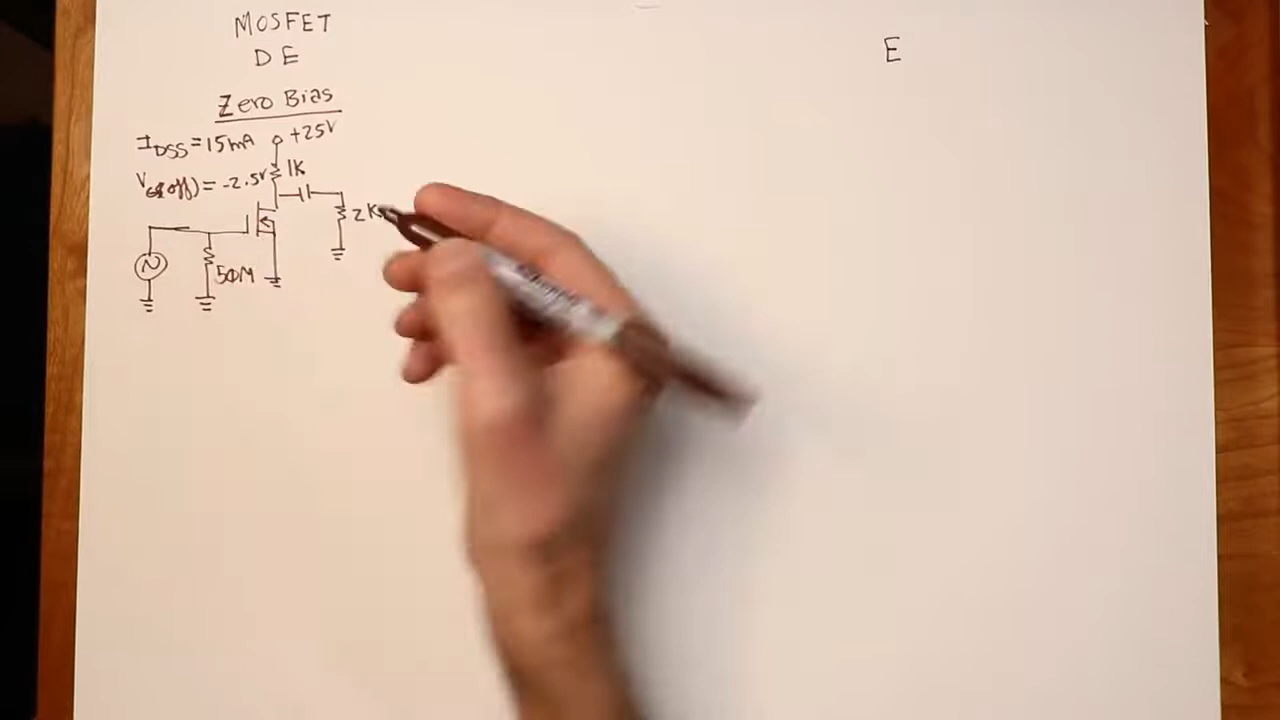 MOSFET
DE
Zero Bias
IDSS = 15mA
+25V
VGS(off) = -2.5V
1K
2K
50M
E